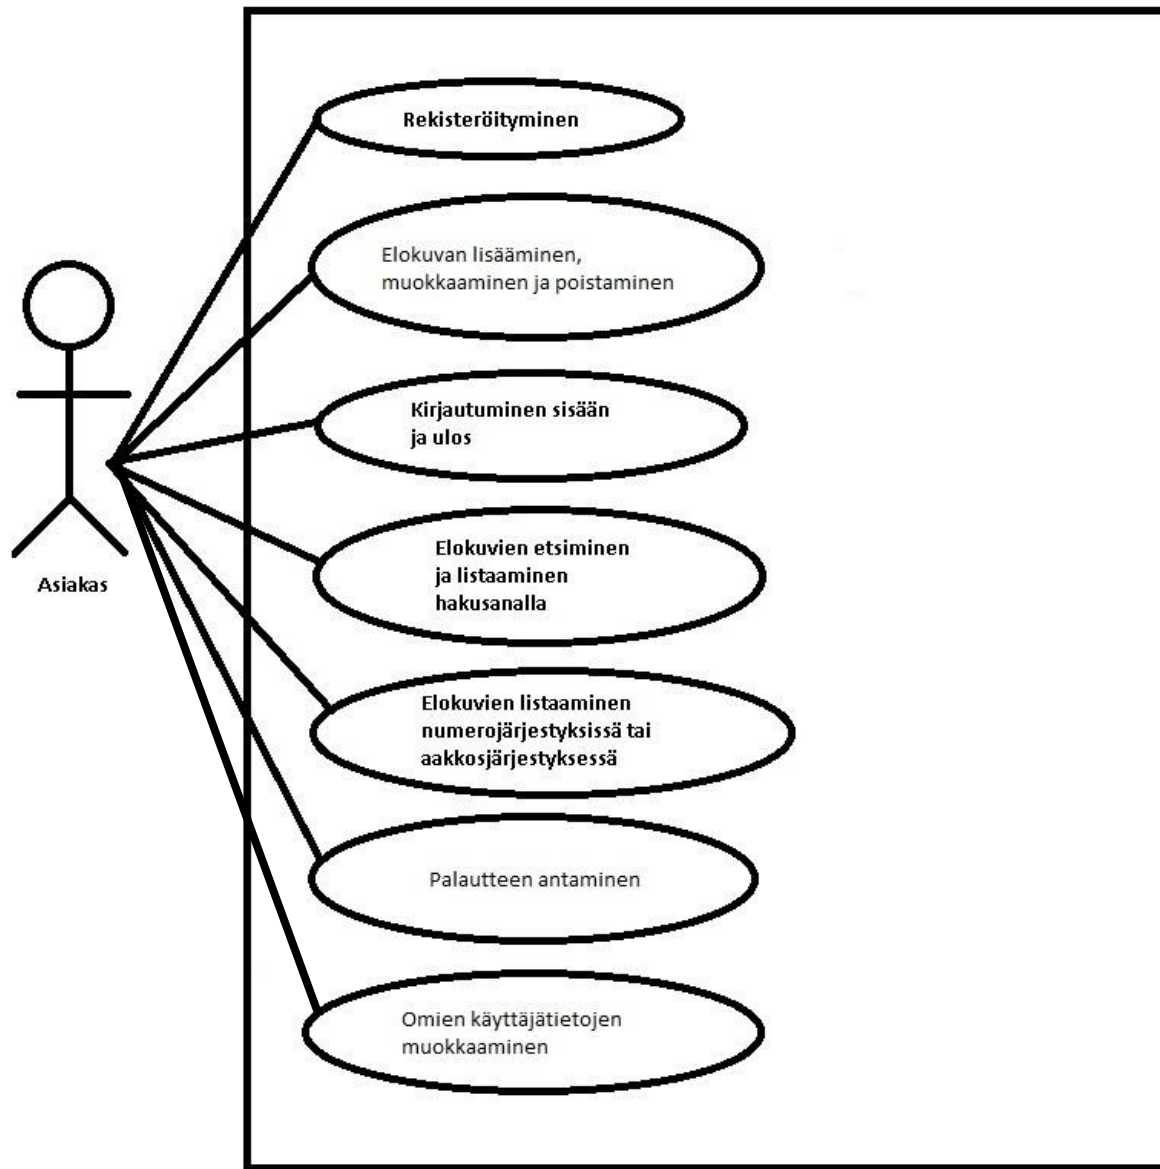 Rekisteröityminen
Elokuvan lisääminen,
muokkaaminen ja poistaminen
Kirjautuminen sisään
ja ulos
Elokuvien etsiminen
ja listaaminen
hakusanalla
Asiakas
Elokuvien listaaminen
numerojärjestyksissä tai
aakkosjärjestyksessä
Palautteen antaminen
Omien käyttäjätietojen
muokkaaminen